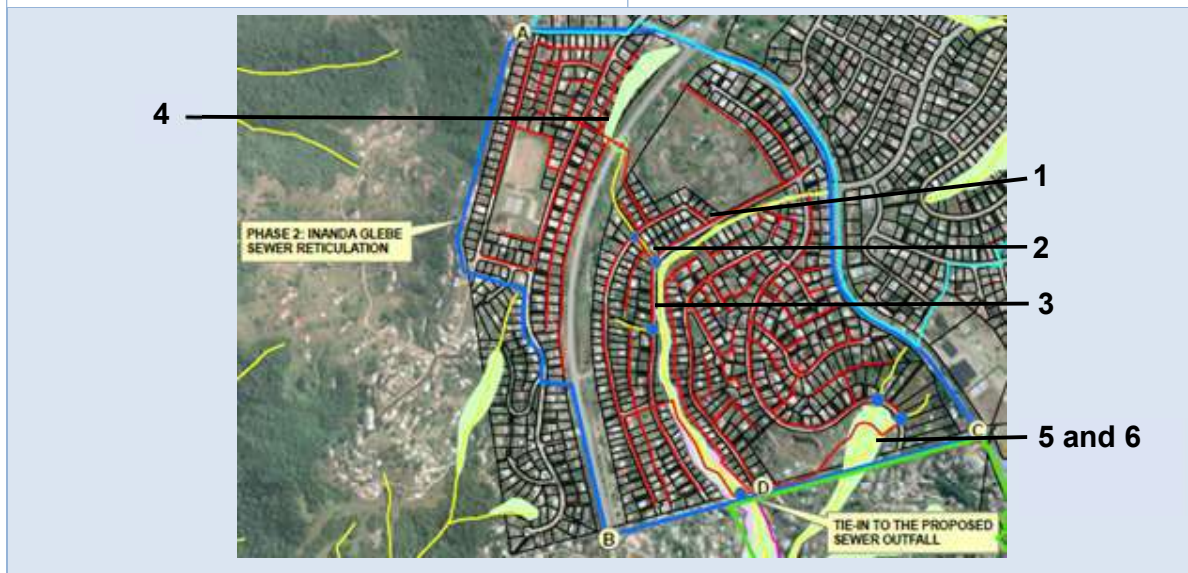 A
4
1
PHASE 2: INANDA GLEBE
SEWER RETICULATION
2
3
C
5 and 6
D
TIE-IN TO THE PROPOSED
SEWER OUTFALL
B